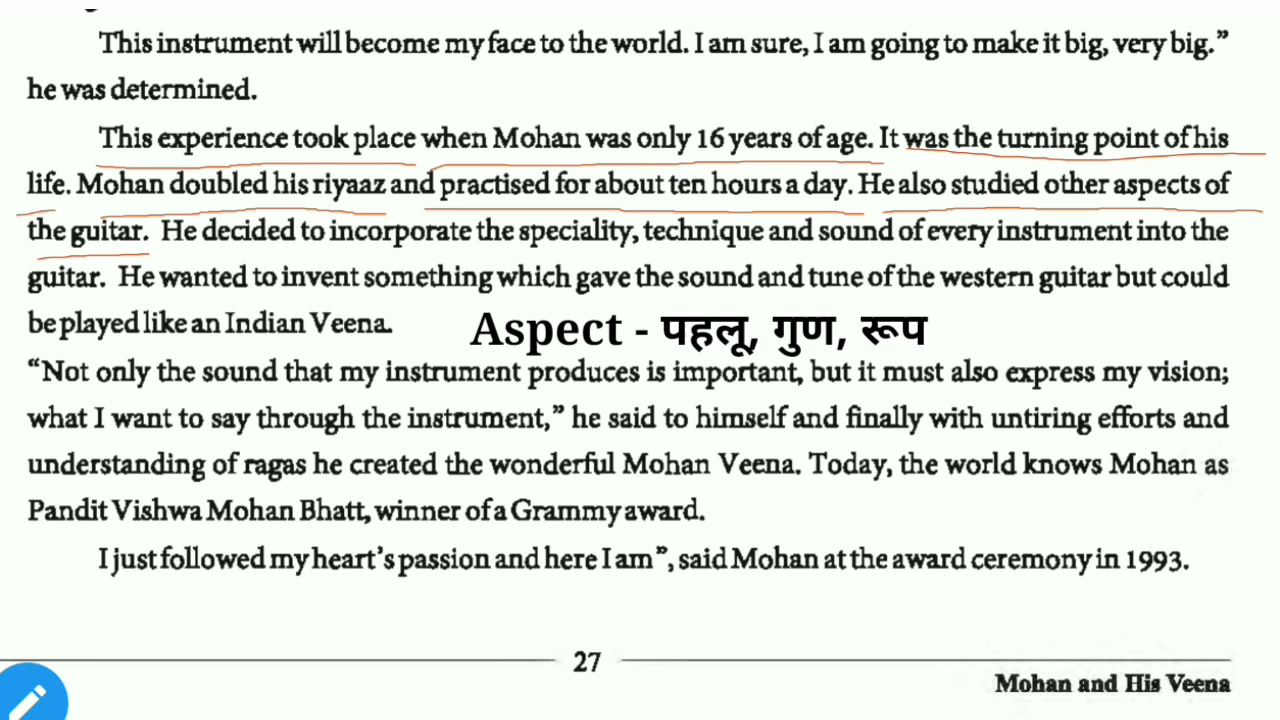 This instrument will become my face to the world. I am sure, I am going to make it big, very big.”
he was determined.
This experience took place when Mohan was only 16 years of age. It was the turning point of his
life. Mohan doubled his riyaaz and practised for about ten hours a day. He also studied other aspects of
the guitar. He decided to incorporate the speciality, technique and sound of every instrument into the
guitar. He wanted to invent something which gave the sound and tune of the western guitar but could
be played like an Indian Veena.
Aspect - पहलू, गुण, रूप
“Not only the sound that my instrument produces is important, but it must also express my vision;
what I want to say through the instrument,” he said to himself and finally with untiring efforts and
understanding of ragas he created the wonderful Mohan Veena. Today, the world knows Mohan as
Pandit Vishwa Mohan Bhatt, winner of a Grammy award.
I just followed my heart’s passion and here I am”, said Mohan at the award ceremony in 1993.
27
Mohan and His Veena